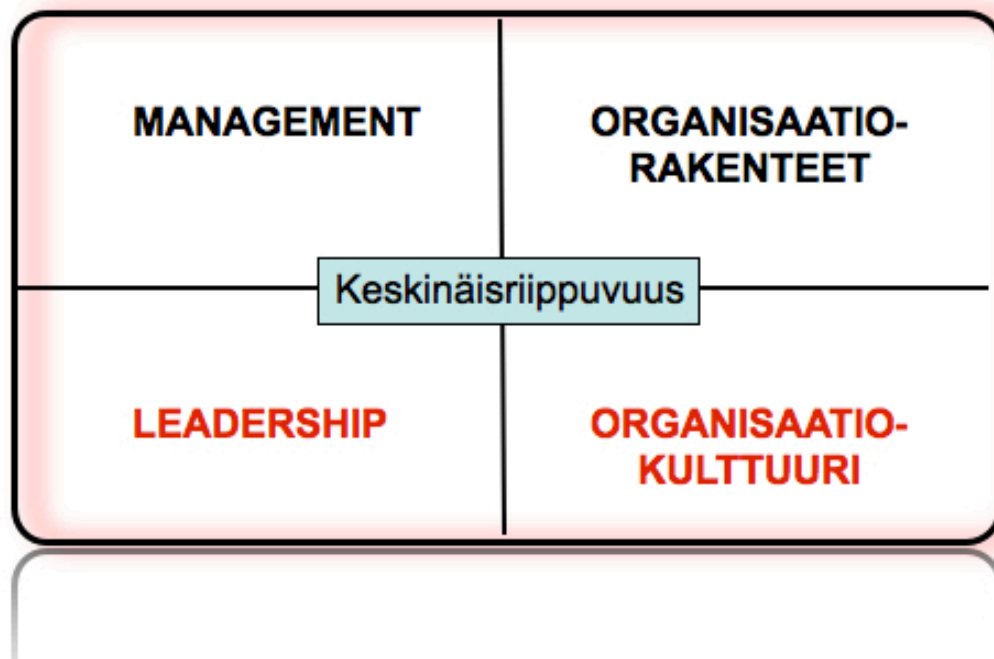 MANAGEMENT
ORGANISAATIO-
RAKENTEET
Keskinäisriippuvuus
LEADERSHIP
ORGANISAATIO-
KULTTUURI